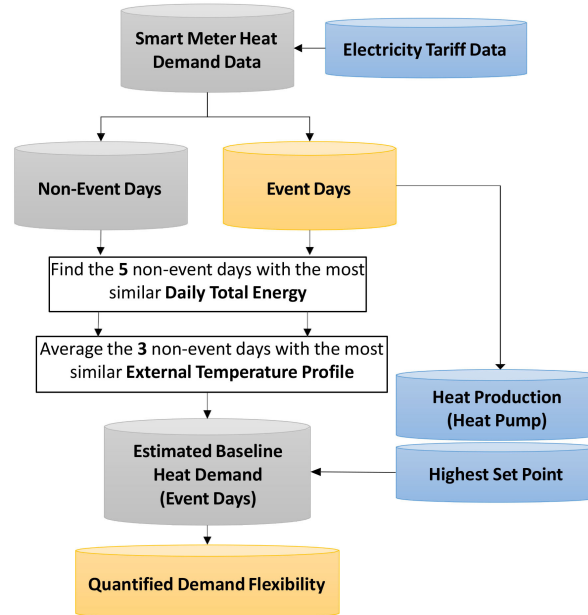 Smart Meter Heat
Demand Data
Electricity Tariff Data
Non-Event Days
Event Days
Find the 5 non-event days with the most
similar Daily Total Energy
Average the 3 non-event days with the most
similar External Temperature Profile
Heat Production
(Heat Pump)
Estimated Baseline
Heat Demand
(Event Days)
Highest Set Point
Quantified Demand Flexibility